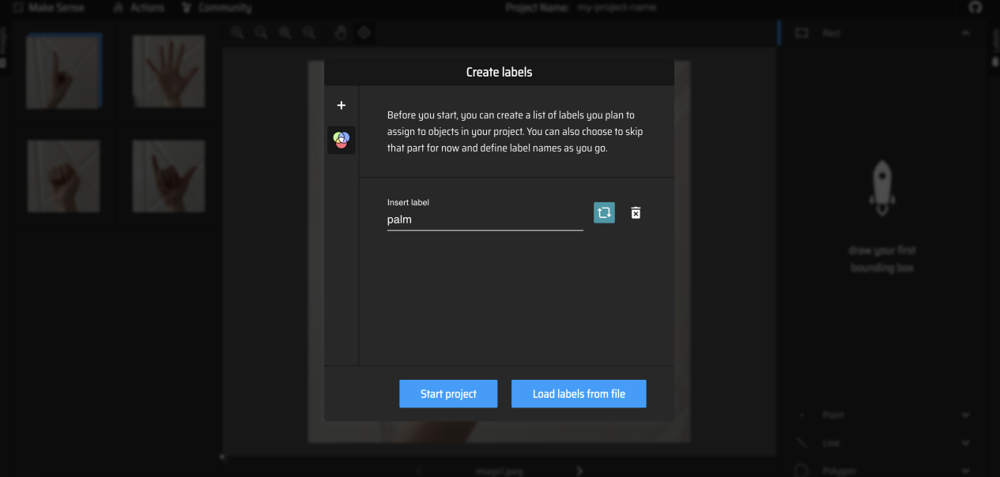 Make Sense
Actions
Community
Project Name: my-project-name
Images
Rect
Labels
Create labels
+
Before you start, you can create a list of labels you plan to
assign to objects in your project. You can also choose to skip
that part for now and define label names as you go.
Insert label
palm
draw your first
bounding box
Start project
Load labels from file
Point
Line
Polygon
image1.jpeg